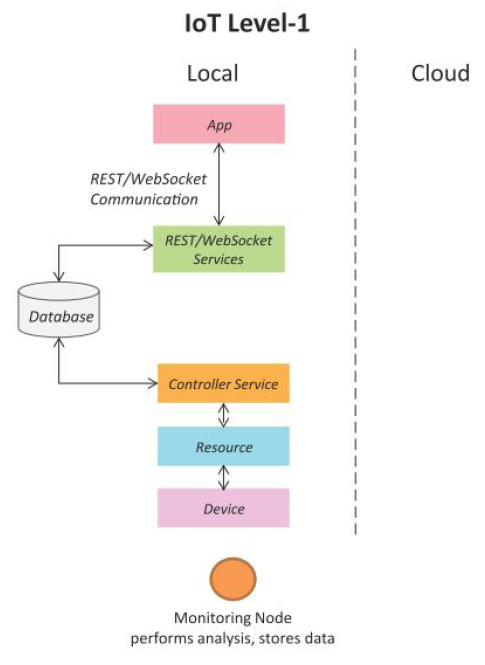 IoT Level-1
Local
Cloud
App
REST/WebSocket
Communication
REST/WebSocket
Services
Database
Controller Service
Resource
Device
Monitoring Node
performs analysis, stores data